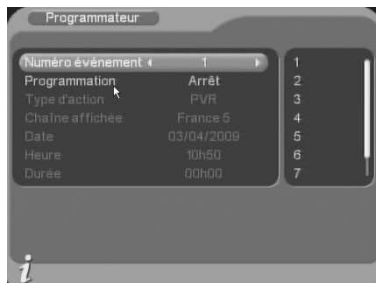 Programmateur
Numéro événement 1
Programmation Arrêt
Type d'action PVR
Chaîne affichée France 5
Date 03/04/2009
Heure 10h50
Durée 00h00
1
2
3
4
5
6
7
i